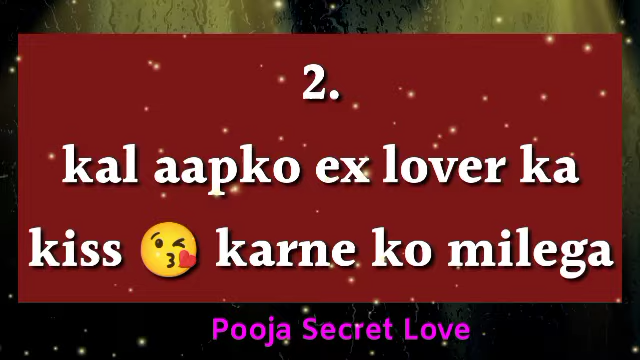 2.
kal aapko ex lover ka
kiss 😘 karne ko milega
Pooja Secret Love